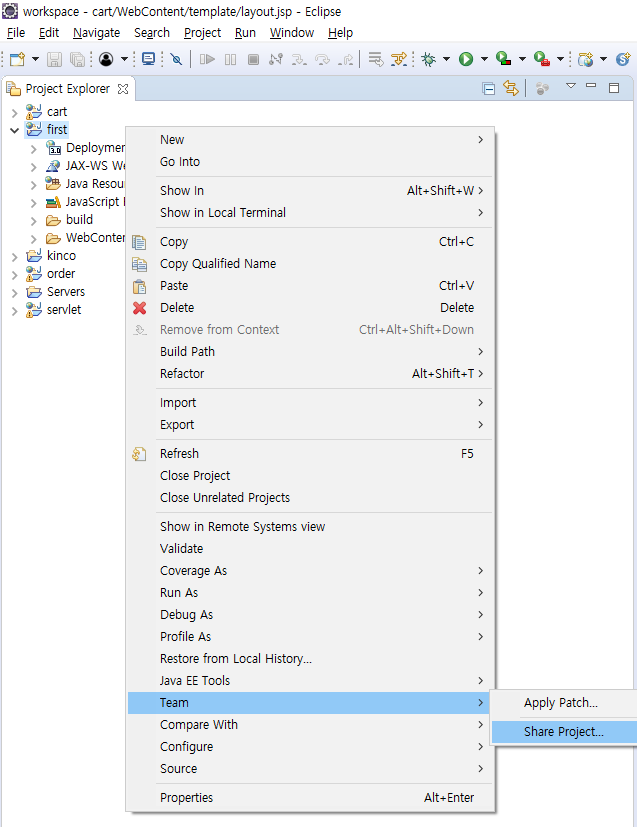 workspace - cart/WebContent/template/layout.jsp - Eclipse
File Edit Navigate Search Project Run Window Help
Project Explorer
cart
first
3.0 Deploymen
JAX-WS We
Java Resou
JavaScript
build
WebConten
kinco
order
Servers
servlet
New
Go Into
Show In Alt+Shift+W
Show in Local Terminal
Copy Ctrl+C
Copy Qualified Name
Paste Ctrl+V
Delete Delete
Remove from Context Ctrl+Alt+Shift+Down
Build Path
Refactor Alt+Shift+T
Import
Export
Refresh F5
Close Project
Close Unrelated Projects
Show in Remote Systems view
Validate
Coverage As
Run As
Debug As
Profile As
Restore from Local History...
Java EE Tools
Team
Apply Patch...
Compare With
Share Project...
Configure
Source
Properties Alt+Enter